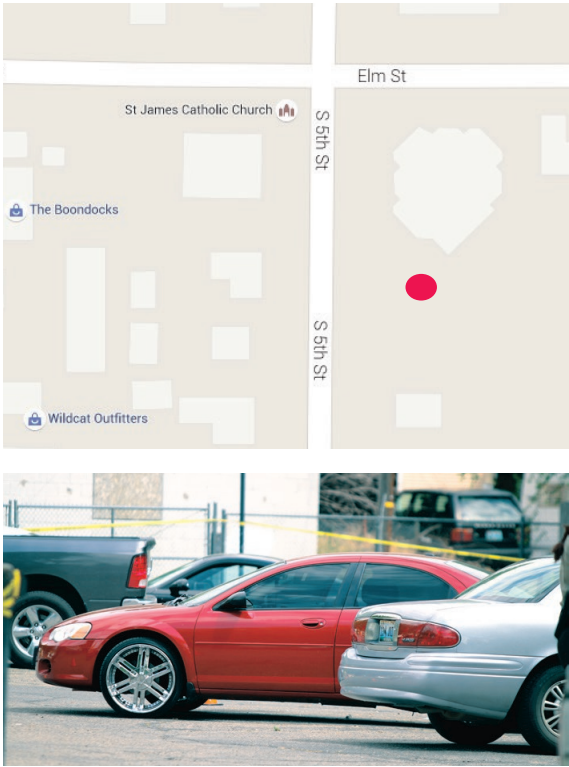 Elm St
St James Catholic Church
S 5th St
The Boondocks
S 5th St
Wildcat Outfitters